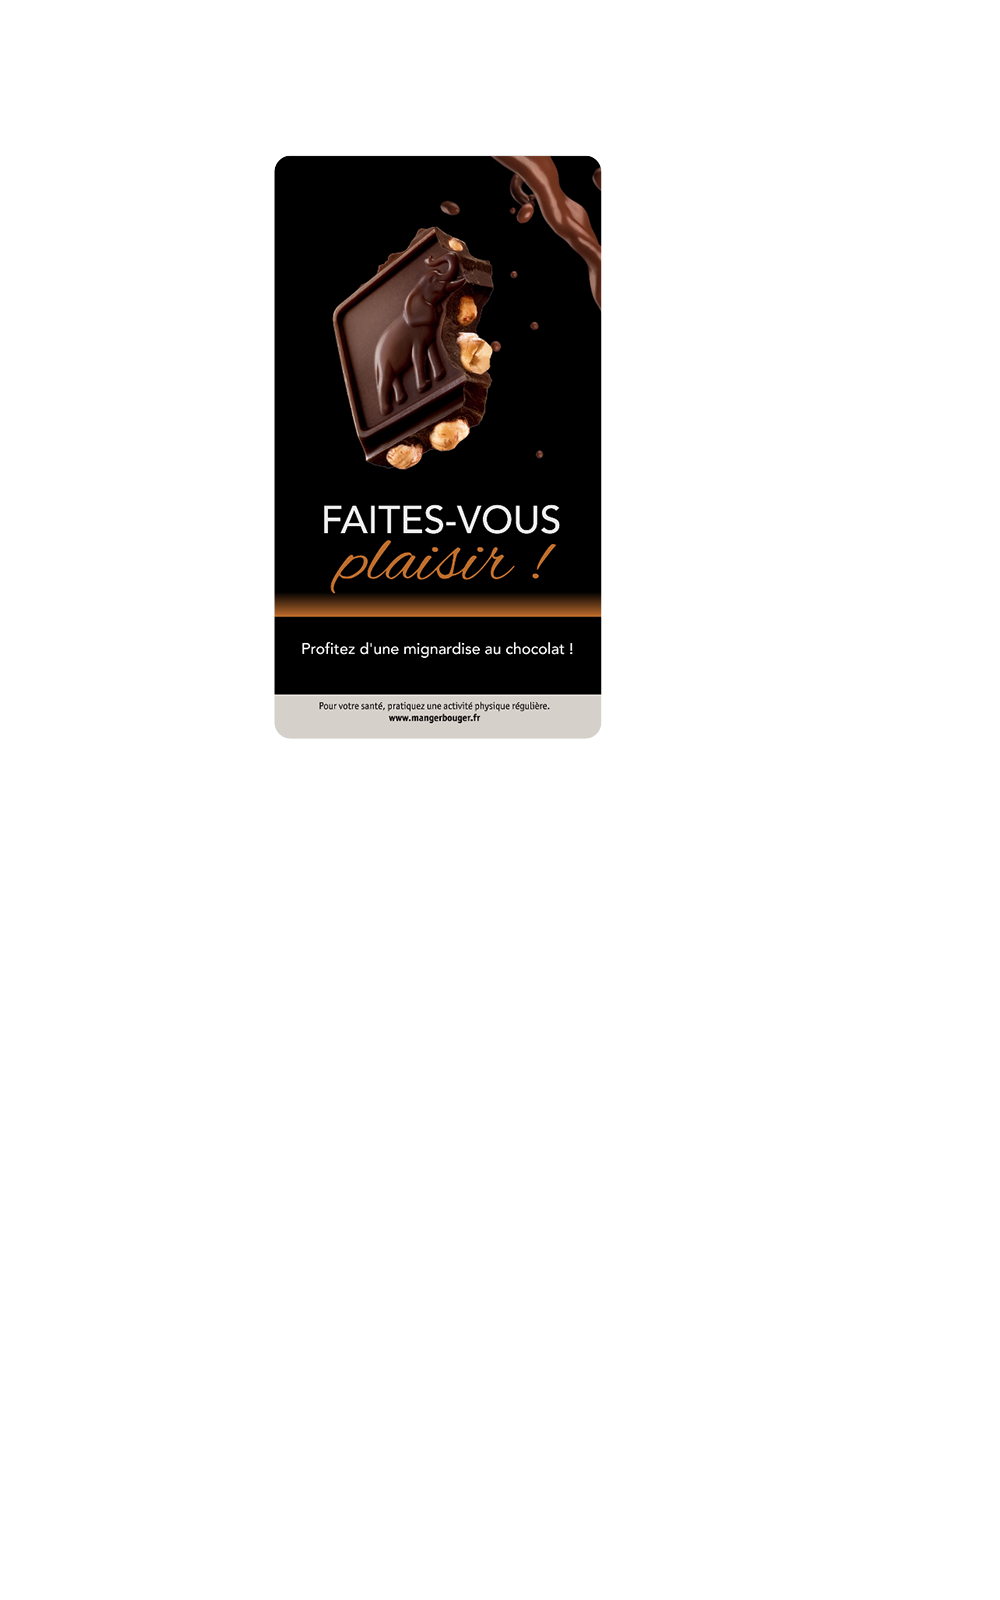 FAITES-VOUS
plaisir !
Profitez d'une mignardise au chocolat !
Pour votre santé, pratiquez une activité physique régulière.
www.mangerbouger.fr